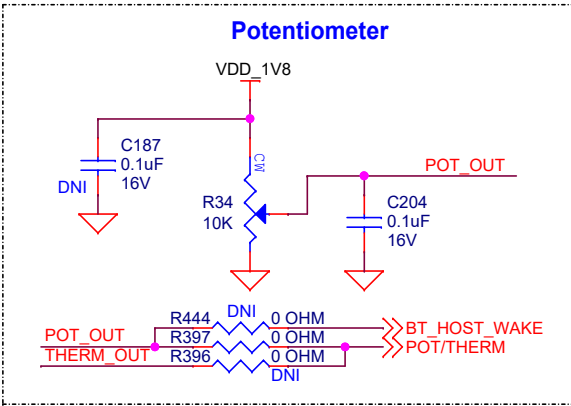 Potentiometer
VDD_1V8
C187
0.1uF
16V
DNI
CW
R34
10K
POT_OUT
C204
0.1uF
16V
DNI
R444 0 OHM
BT_HOST_WAKE
POT_OUT
R397 0 OHM
POT/THERM
THERM_OUT
R396 0 OHM
DNI